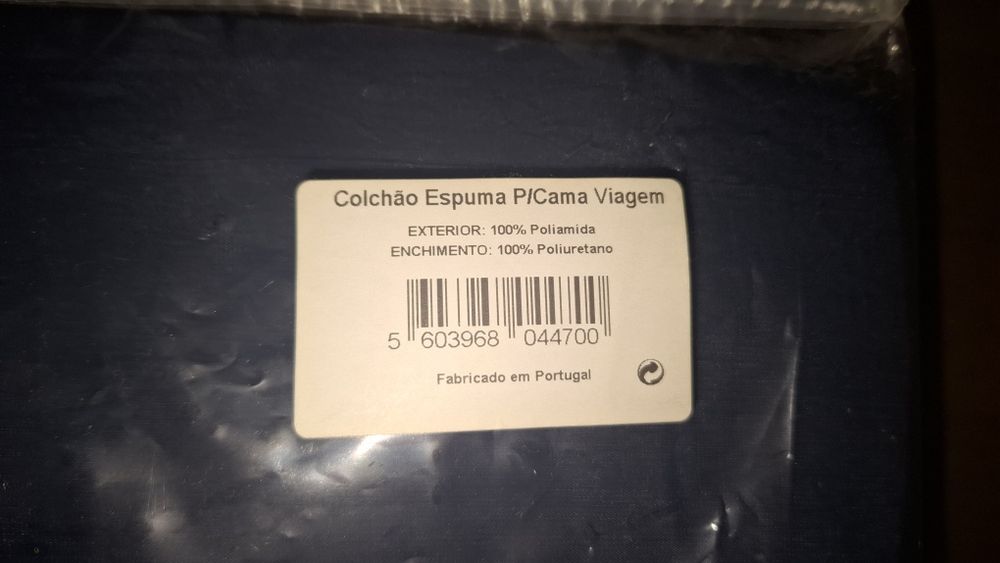 Colchão Espuma P/Cama Viagem
EXTERIOR: 100% Poliamida
ENCHIMENTO: 100% Poliuretano
5 603968 044700
Fabricado em Portugal